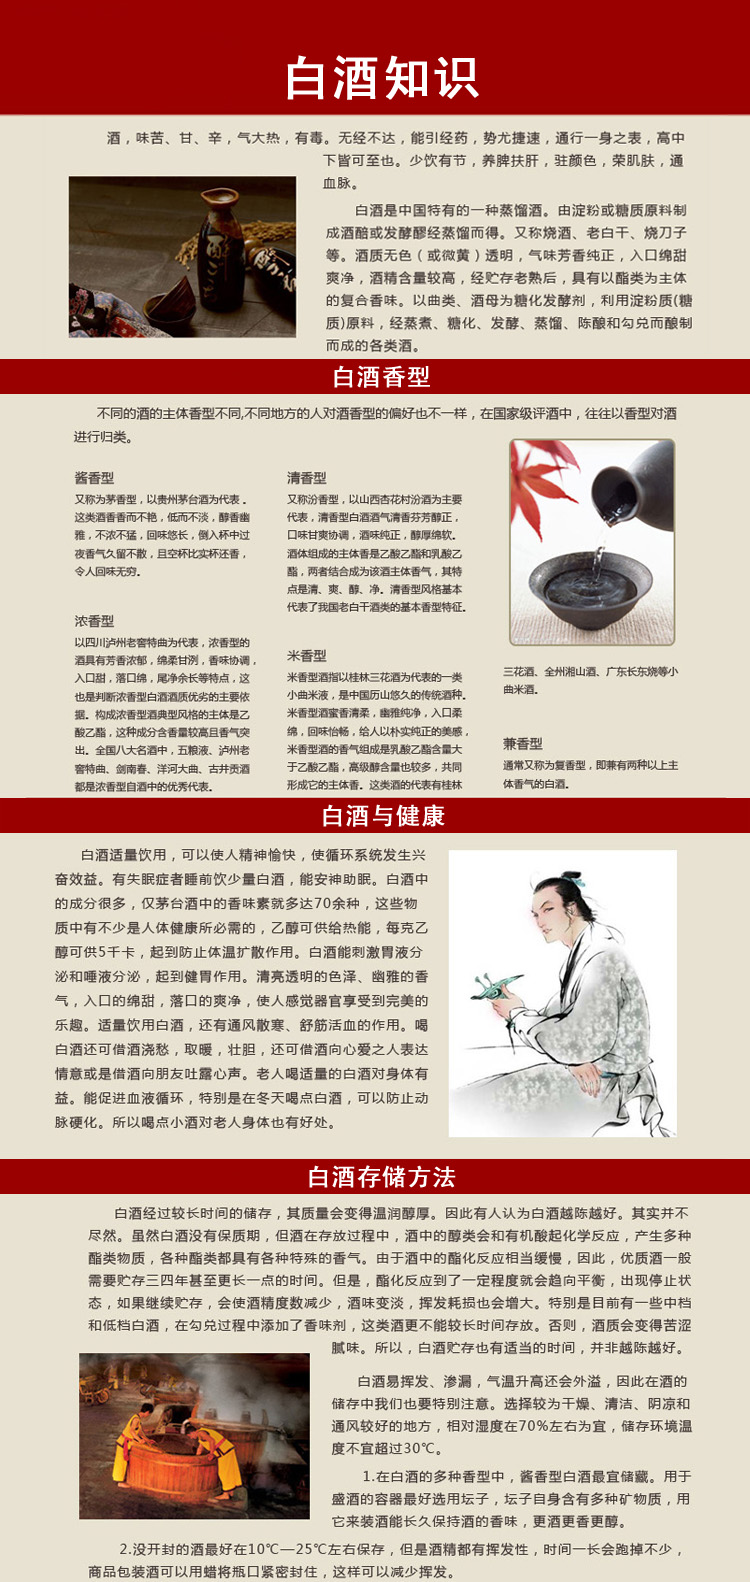 白酒知识
酒，味苦、甘、辛，气大热，有毒。无经不达，能引经药，势尤捷速，通行一身之表，高中
下皆可至也。少饮有节，养脾扶肝，驻颜色，荣肌肤，通
血脉。
白酒是中国特有的一种蒸馏酒。由淀粉或糖质原料制
成酒醅或发酵醪经蒸馏而得。又称烧酒、老白干、烧刀子
等。酒质无色（或微黄）透明，气味芳香纯正，入口绵甜
爽净，酒精含量较高，经贮存老熟后，具有以酯类为主体
的复合香味。以曲类、酒母为糖化发酵剂，利用淀粉质(糖
质)原料，经蒸煮、糖化、发酵、蒸馏、陈酿和勾兑而酿制
而成的各类酒。
白酒香型
不同的酒的主体香型不同,不同地方的人对酒香型的偏好也不一样，在国家级评酒中，往往以香型对酒
进行归类。
酱香型
又称为茅香型，以贵州茅台酒为代表 。
这类酒香香而不艳，低而不淡，醇香幽
雅，不浓不猛，回味悠长，倒入杯中过
夜香气久留不散，且空杯比实杯还香，
令人回味无穷。
浓香型
以四川泸州老窖特曲为代表，浓香型的
酒具有芳香浓郁，绵柔甘洌，香味协调，
入口甜，落口绵，尾净余长等特点，这
也是判断浓香型白酒酒质优劣的主要依
据。构成浓香型酒典型风格的主体是乙
酸乙酯，这种成分含香量较高且香气突
出。全国八大名酒中，五粮液、泸州老
窖特曲、剑南春、洋河大曲、古井贡酒
都是浓香型自酒中的优秀代表。
清香型
又称汾香型，以山西杏花村汾酒为主要
代表，清香型白酒酒气清香芬芳醇正，
口味甘爽协调，酒味纯正，醇厚绵软。
酒体组成的主体香是乙酸乙酯和乳酸乙
酯，两者结合成为该酒主体香气，其特
点是清、爽、醇、净。清香型风格基本
代表了我国老白干酒类的基本香型特征。
米香型
米香型酒指以桂林三花酒为代表的一类
小曲米液，是中国历山悠久的传统酒种。
米香型酒蜜香清柔，幽雅纯净，入口柔
绵，回味怡畅，给人以朴实纯正的美感，
米香型酒的香气组成是乳酸乙酯含量大
于乙酸乙酯，高级醇含量也较多，共同
形成它的主体香。这类酒的代表有桂林
三花酒、全州湘山酒、广东长东烧等小
曲米酒。
兼香型
通常又称为复香型，即兼有两种以上主
体香气的白酒。
白酒与健康
白酒适量饮用，可以使人精神愉快，使循环系统发生兴
奋效益。有失眠症者睡前饮少量白酒，能安神助眠。白酒中
的成分很多，仅茅台酒中的香味素就多达70余种，这些物
质中有不少是人体健康所必需的，乙醇可供给热能，每克乙
醇可供5千卡，起到防止体温扩散作用。白酒能刺激胃液分
泌和唾液分泌，起到健胃作用。清亮透明的色泽、幽雅的香
气，入口的绵甜，落口的爽净，使人感觉器官享受到完美的
乐趣。适量饮用白酒，还有通风散寒、舒筋活血的作用。喝
白酒还可借酒浇愁，取暖，壮胆，还可借酒向心爱之人表达
情意或是借酒向朋友吐露心声。老人喝适量的白酒对身体有
益。能促进血液循环，特别是在冬天喝点白酒，可以防止动
脉硬化。所以喝点小酒对老人身体也有好处。
白酒存储方法
白酒经过较长时间的储存，其质量会变得温润醇厚。因此有人认为白酒越陈越好。其实并不
尽然。虽然白酒没有保质期，但酒在存放过程中，酒中的醇类会和有机酸起化学反应，产生多种
酯类物质，各种酯类都具有各种特殊的香气。由于酒中的酯化反应相当缓慢，因此，优质酒一般
需要贮存三四年甚至更长一点的时间。但是，酯化反应到了一定程度就会趋向平衡，出现停止状
态，如果继续贮存，会使酒精度数减少，酒味变淡，挥发耗损也会增大。特别是目前有一些中档
和低档白酒，在勾兑过程中添加了香味剂，这类酒更不能较长时间存放。否则，酒质会变得苦涩
腻味。所以，白酒贮存也有适当的时间，并非越陈越好。
白酒易挥发、渗漏，气温升高还会外溢，因此在酒的
储存中我们也要特别注意。选择较为干燥、清洁、阴凉和
通风较好的地方，相对湿度在70%左右为宜，储存环境温
度不宜超过30℃。
1.在白酒的多种香型中，酱香型白酒最宜储藏。用于
盛酒的容器最好选用坛子，坛子自身含有多种矿物质，用
它来装酒能长久保持酒的香味，更酒更香更醇。
2.没开封的酒最好在10℃—25℃左右保存，但是酒精都有挥发性，时间一长会跑掉不少，
商品包装酒可以用蜡将瓶口紧密封住，这样可以减少挥发。